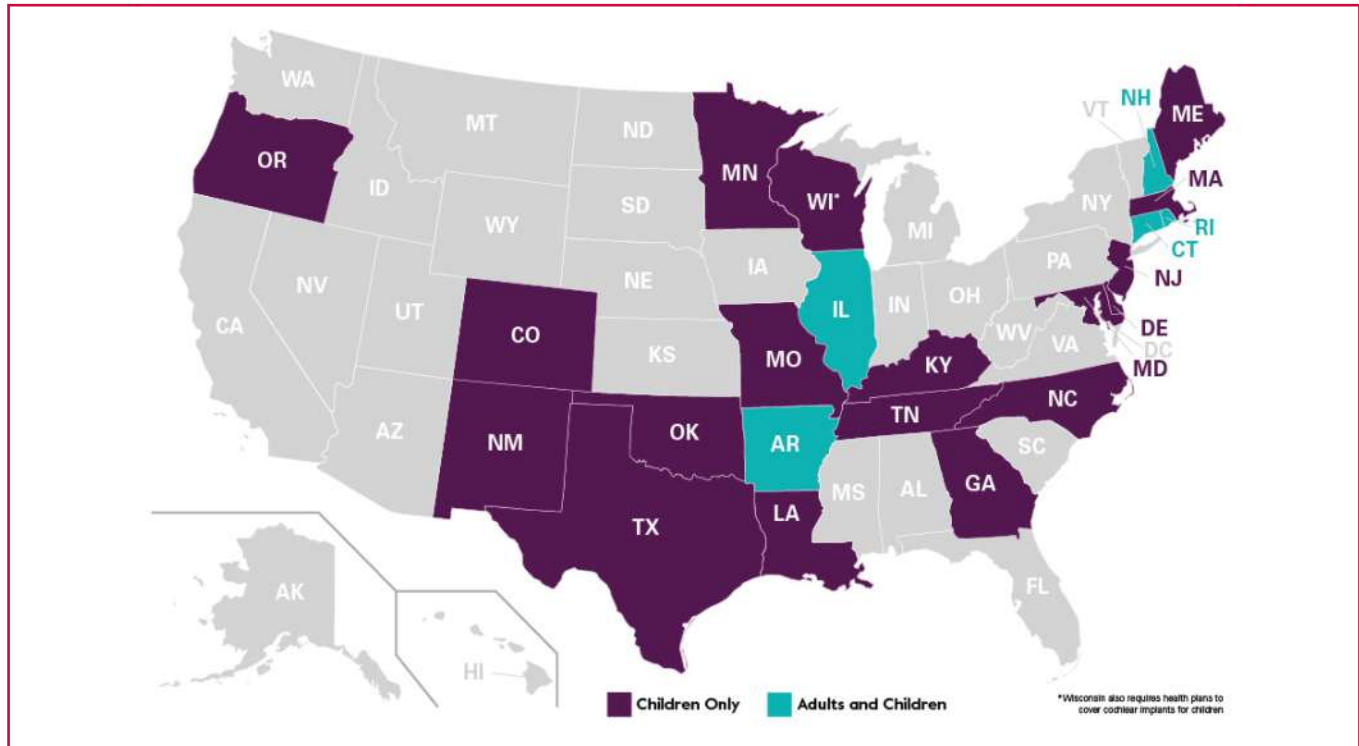 WA
OR
ID
MT
ND
MN
WI*
SD
WY
NE
IA
MI
VT
NH
ME
NY
MA
RI
CT
PA
NJ
DE
DC
MD
CA
NV
UT
CO
KS
MO
IL
IN
OH
WV
VA
KY
NC
TN
AZ
NM
OK
AR
SC
TX
LA
MS
AL
GA
FL
AK
HI
Children Only
Adults and Children
*Wisconsin also requires health plans to
cover cochlear implants for children